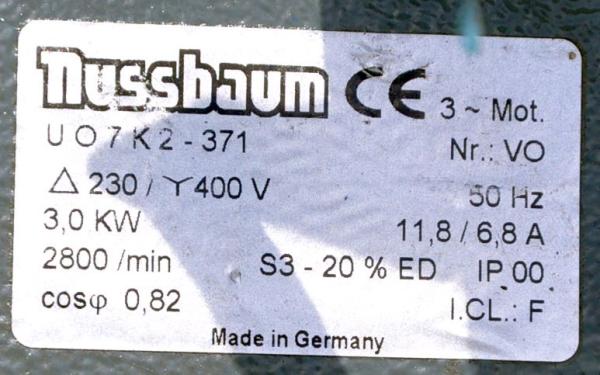 nussbaum CE 3 ~ Mot.
U O 7 K 2 - 371 Nr.: VO
△ 230 / Y 400 V 50 Hz
3,0 KW 11,8 / 6,8 A
2800 /min S3 - 20 % ED IP 00
cosφ 0,82 I.CL.: F
Made in Germany